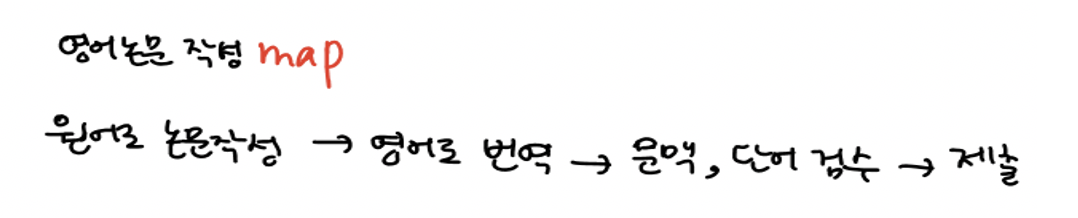 영어논문 작성 map
원어로 논문작성 → 영어로 번역 → 문맥, 단어 검수 → 제출